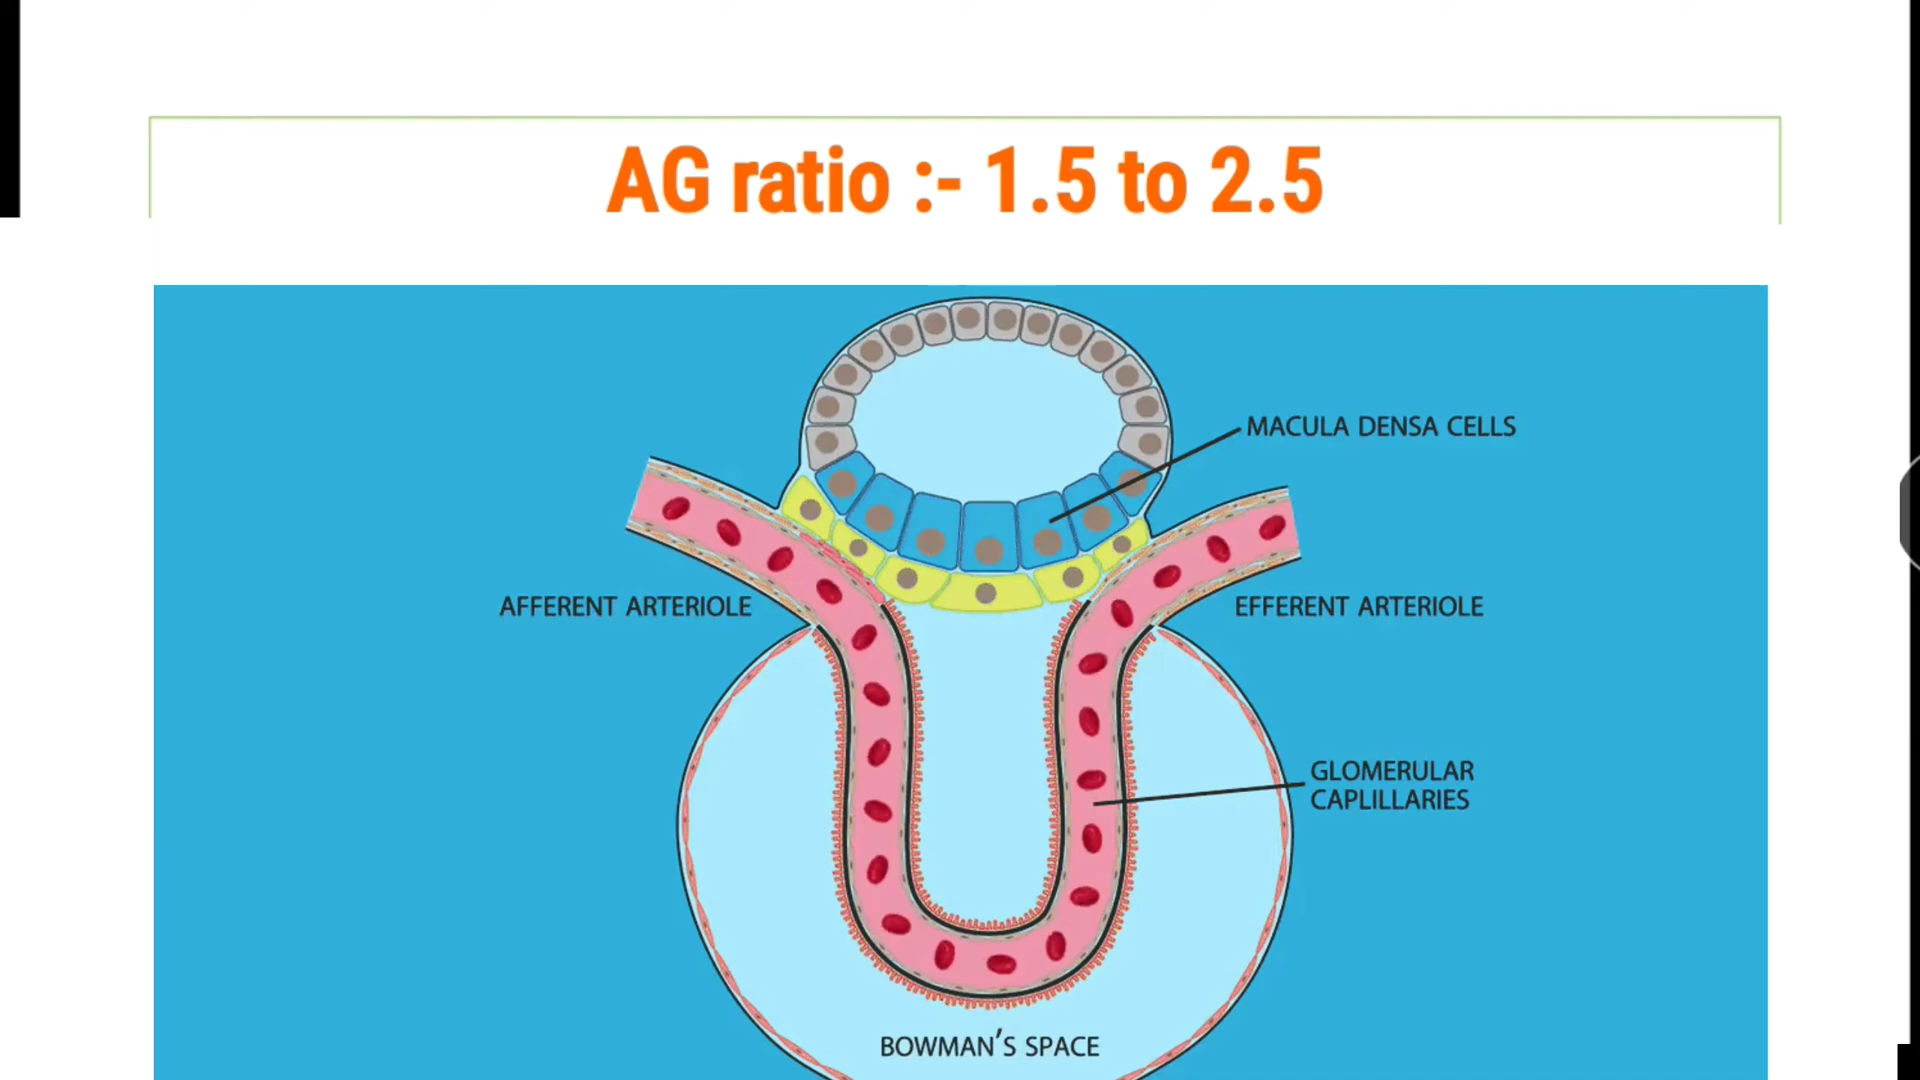 AG ratio :- 1.5 to 2.5
MACULA DENSA CELLS
AFFERENT ARTERIOLE
EFFERENT ARTERIOLE
GLOMERULAR
CAPLILLARIES
BOWMAN'S SPACE